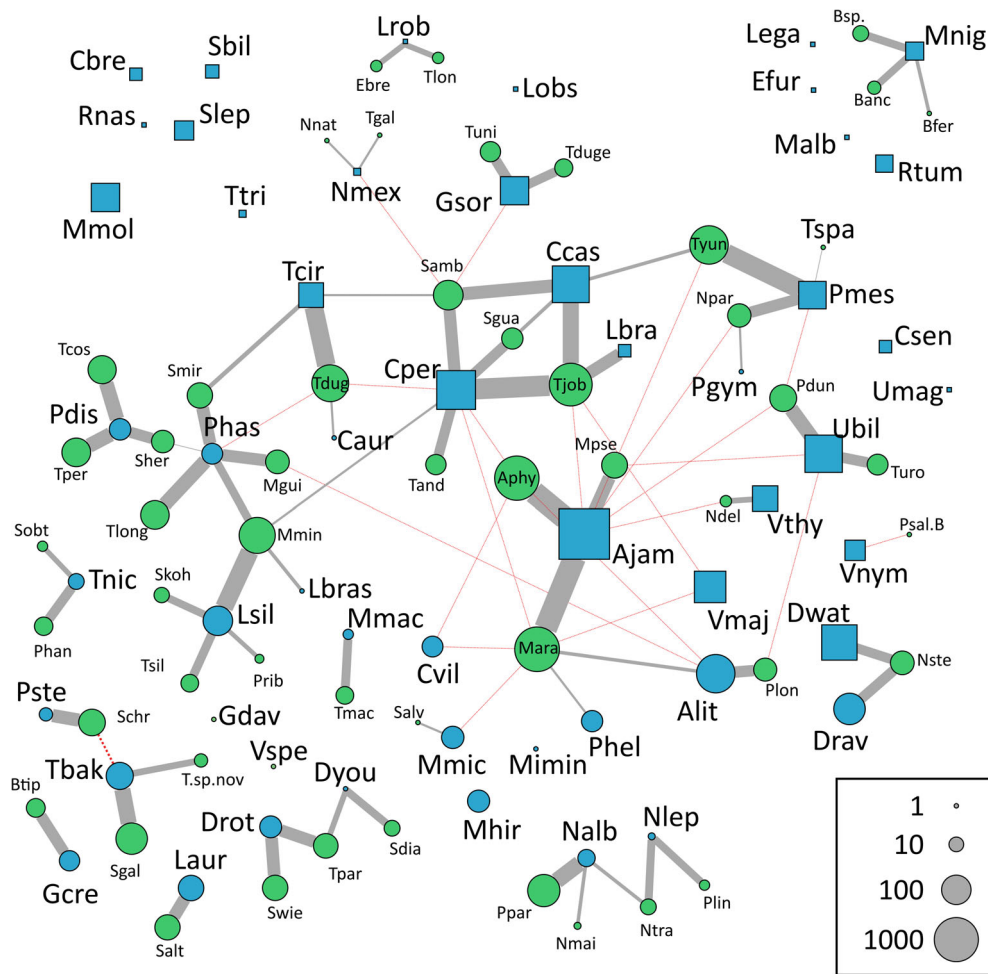 Lrob
Bsp.
Lega
Mnig
Cbre
Sbil
Ebre
Tlon
Lobs
Efur
Banc
Bfer
Rnas
Slep
Nnat
Tgal
Tuni
Tduge
Malb
Rtum
Nmex
Gsor
Mmol
Ttri
Tspa
Tyun
Ccas
Samb
Tcir
Npar
Pmes
Sgua
Lbra
Csen
Tcos
Smir
Tdug
Cper
Tjob
Pgym
Pdun
Umag
Pdis
Phas
Caur
Ubil
Mpse
Tper
Sher
Mgui
Tand
Aphy
Turo
Ndel
Vthy
Psal.B
Tlong
Mmin
Ajam
Sobt
Vnym
Tnic
Skoh
Lbras
Vmaj
Dwat
Lsil
Mmac
Phan
Cvil
Mara
Nste
Tsil
Prib
Plon
Alit
Pste
Schr
Tmac
Salv
Gdav
Drav
Phel
Vspe
Mmic
Mimin
Tbak
T.sp.nov
Dyou
Btip
1
Mhir
Drot
Nalb
Nlep
10
Sgal
Sdia
Gcre
Laur
Tpar
100
Plin
Swie
Ppar
Salt
Nmai
Ntra
1000